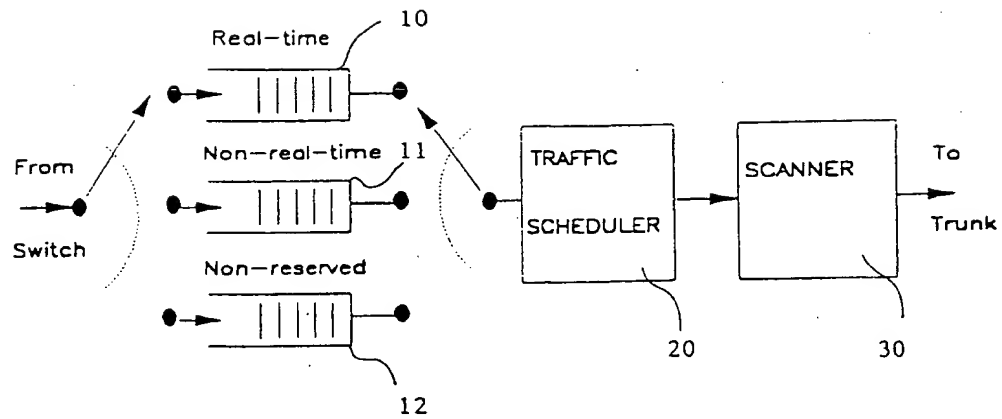 10
Real-time
Non-real-time
11
From
Switch
Non-reserved
12
TRAFFIC
SCHEDULER
20
SCANNER
30
To
Trunk